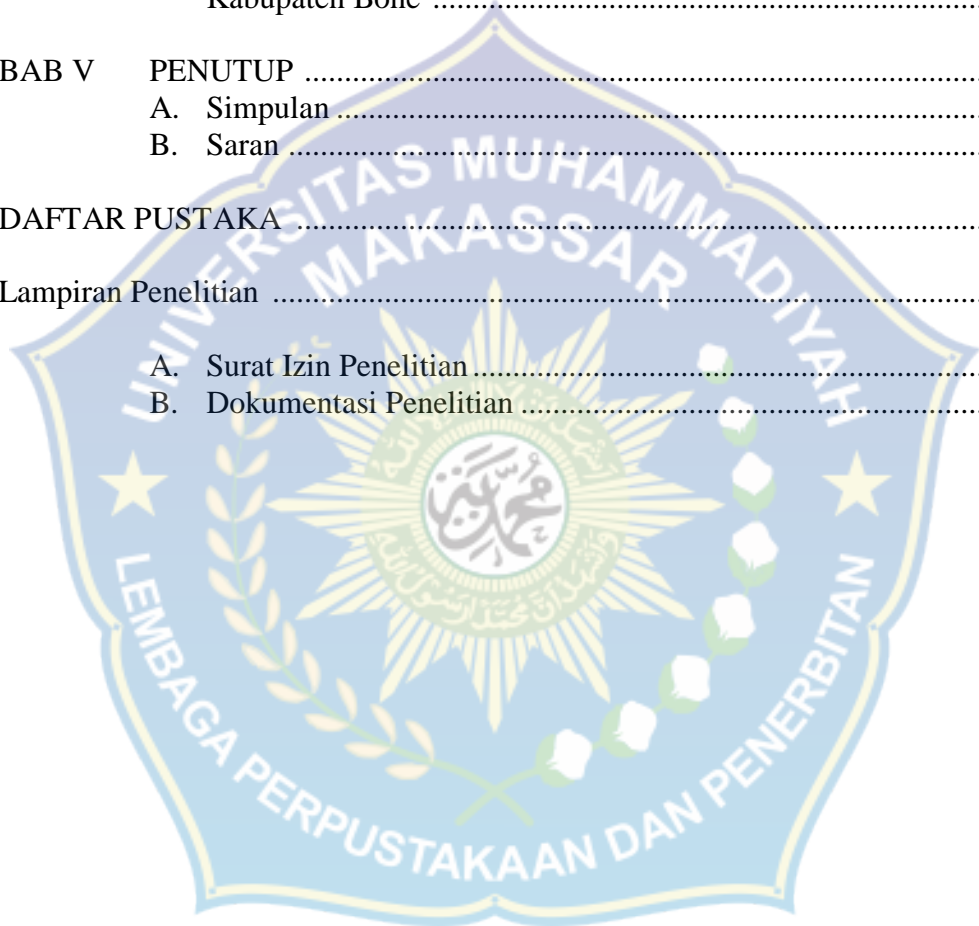 Kabupaten Bone ........................................................................
BAB V PENUTUP ........................................................................
A. Simpulan ........................................................................
B. Saran ........................................................................
DAFTAR PUSTAKA ........................................................................
Lampiran Penelitian ........................................................................
A. Surat Izin Penelitian ........................................................................
B. Dokumentasi Penelitian ........................................................................
UNIVERSITAS MUHAMMADIYAH
MAKASSAR
LEMBAGA PERPUSTAKAAN DAN PENERBITAN